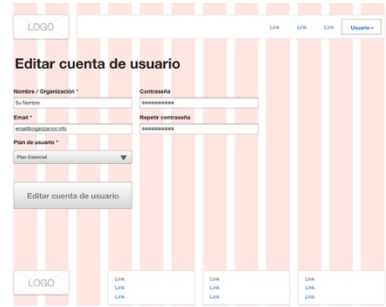 LOGO
Link Link Link Usuario
Editar cuenta de usuario
Nombre / Organización * Contraseña
Su Nombre **********
Email * Repetir contraseña
email@organizacion.info **********
Plan de usuario *
Plan Esencial
Editar cuenta de usuario
LOGO
Link Link Link
Link Link Link
Link Link Link